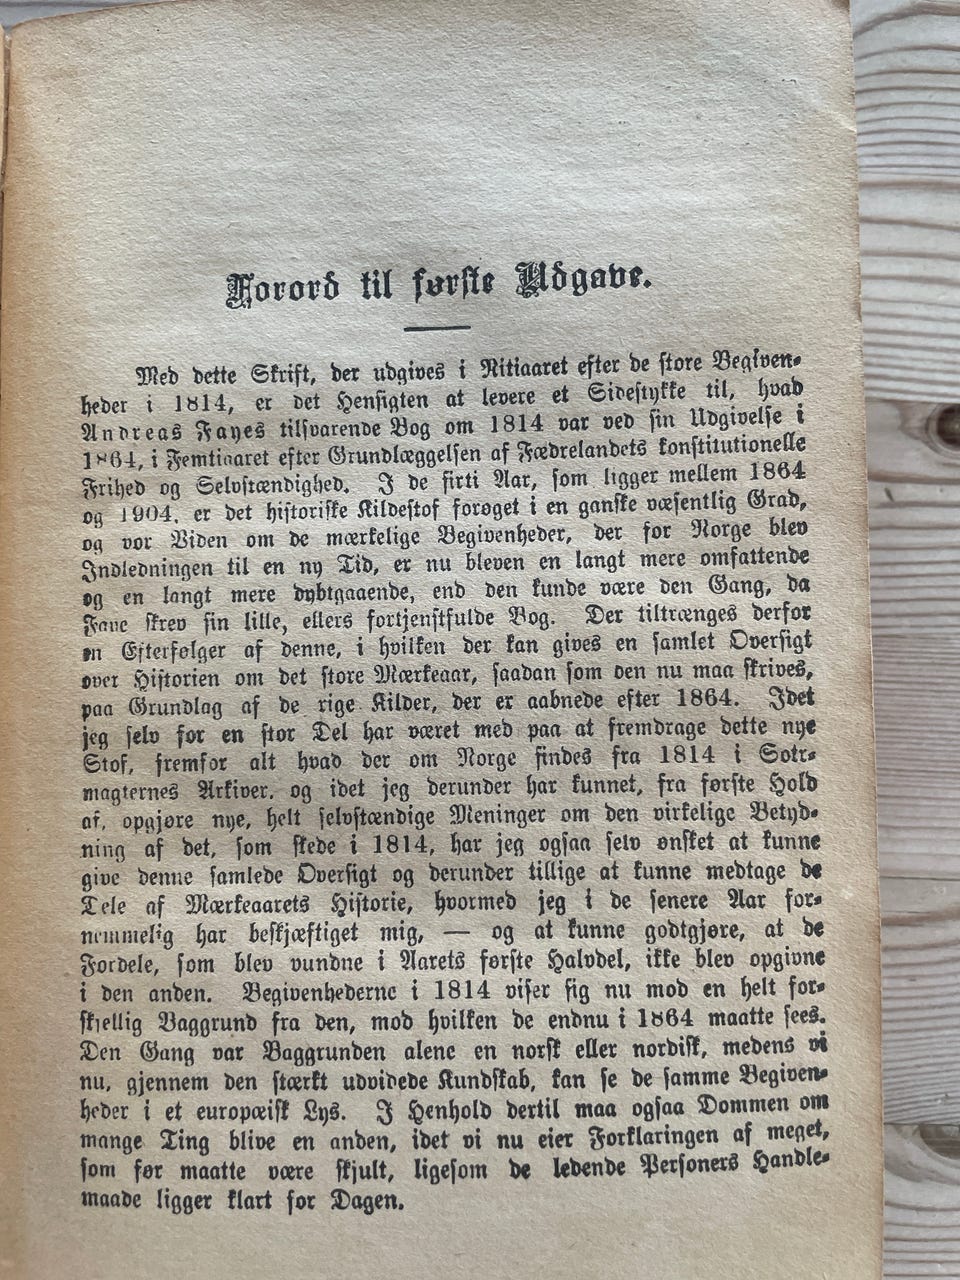 Forord til første Udgave.
Med dette Skrift, der udgives i Nitiaaret efter de store Begiven-
heder i 1814, er det Hensigten at levere et Sidestykke til, hvad
Andreas Fayes tilsvarende Bog om 1814 var ved sin Udgivelse i
1864, i Femtiaaret efter Grundlæggelsen af Fædrelandets konstitutionelle
Frihed og Selvstændighed. I de firti Aar, som ligger mellem 1864
og 1904, er det historiske Kildestof forøget i en ganske væsentlig Grad,
og vor Viden om de mærkelige Begivenheder, der for Norge blev
Indledningen til en ny Tid, er nu bleven en langt mere omfattende
og en langt mere dybtgaaende, end den kunde være den Gang, da
Faye skrev sin lille, ellers fortjenstfulde Bog. Der tiltrænges derfor
en Efterfølger af denne, i hvilken der kan gives en samlet Oversigt
over Historien om det store Mærkeaar, saadan som den nu maa skrives,
paa Grundlag af de rige Kilder, der er aabnede efter 1864. Idet
jeg selv for en stor Del har været med paa at fremdrage dette nye
Stof, fremfor alt hvad der om Norge findes fra 1814 i Sotr-
magternes Arkiver, og idet jeg derunder har kunnet, fra første Hold
af, opgjøre nye, helt selvstændige Meninger om den virkelige Betyd-
ning af det, som skede i 1814, har jeg ogsaa selv ønsket at kunne
give denne samlede Oversigt og derunder tillige at kunne medtage de
Dele af Mærkeaarets Historie, hvormed jeg i de senere Aar for-
nemmelig har beskjæftiget mig, — og at kunne godtgjøre, at de
Fordele, som blev vundne i Aarets første Halvdel, ikke blev opgivne
i den anden. Begivenhederne i 1814 viser sig nu mod en helt for-
skjellig Baggrund fra den, mod hvilken de endnu i 1864 maatte sees.
Den Gang var Baggrunden alene en norsk eller nordisk, medens vi
nu, gjennem den stærkt udvidede Kundskab, kan se de samme Begiven-
heder i et europæisk Lys. I Henhold dertil maa ogsaa Dommen om
mange Ting blive en anden, idet vi nu eier Forklaringen af meget,
som før maatte være skjult, ligesom de ledende Personers Handle-
maade ligger klart for Dagen.